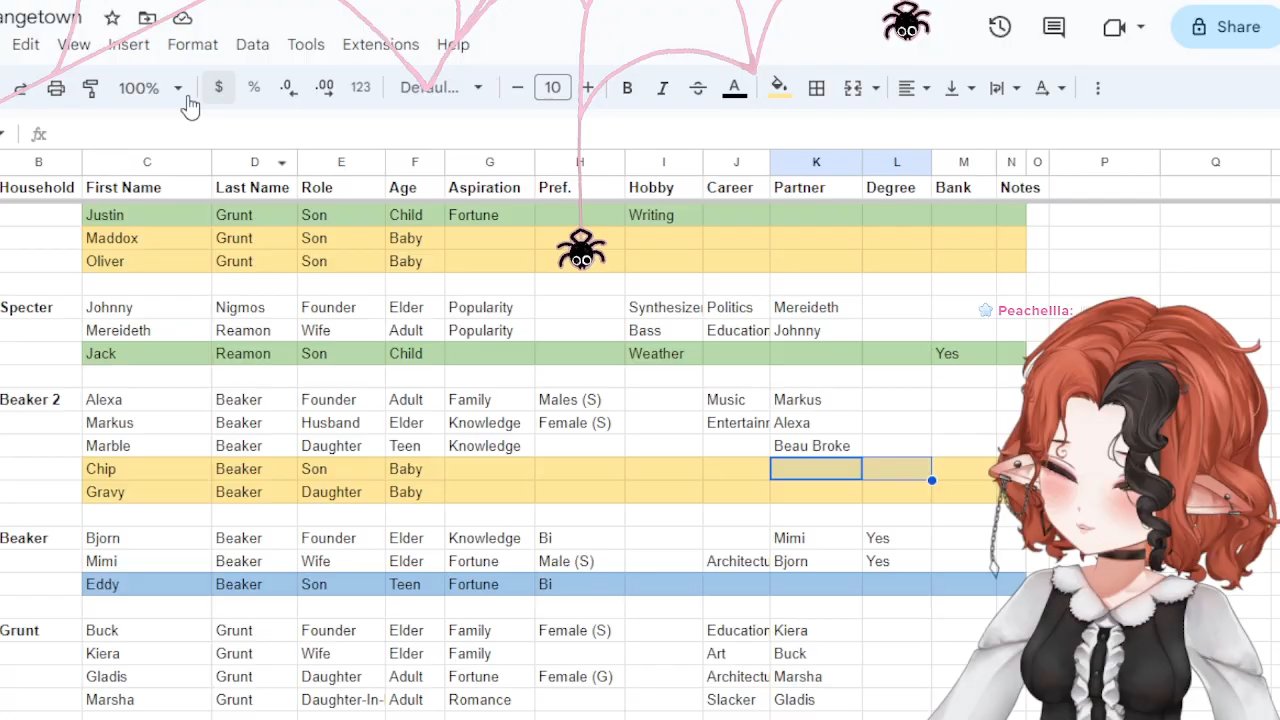 angetown
Edit View Insert Format Data Tools Extensions Help
Share
100% $ % .0 .00 123 Defaul... 10 B I A
fx
B C D E F G H I J K L M N O P Q
Household First Name Last Name Role Age Aspiration Pref. Hobby Career Partner Degree Bank Notes
Justin Grunt Son Child Fortune Writing
Maddox Grunt Son Baby
Oliver Grunt Son Baby
Specter Johnny Nigmos Founder Elder Popularity Synthesize Politics Mereideth
Mereideth Reamon Wife Adult Popularity Bass Education Johnny
Peachellla:
Jack Reamon Son Child Weather Yes
Beaker 2 Alexa Beaker Founder Adult Family Males (S) Music Markus
Markus Beaker Husband Elder Knowledge Female (S) Entertainn Alexa
Marble Beaker Daughter Teen Knowledge Beau Broke
Chip Beaker Son Baby
Gravy Beaker Daughter Baby
Beaker Bjorn Beaker Founder Elder Knowledge Bi Mimi Yes
Mimi Beaker Wife Elder Fortune Male (S) Architectu Bjorn Yes
Eddy Beaker Son Teen Fortune Bi
Grunt Buck Grunt Founder Elder Family Female (S) Education Kiera
Kiera Grunt Wife Elder Family Art Buck
Gladis Grunt Daughter Adult Fortune Female (G) Architectu Marsha
Marsha Grunt Daughter-In- Adult Romance Slacker Gladis